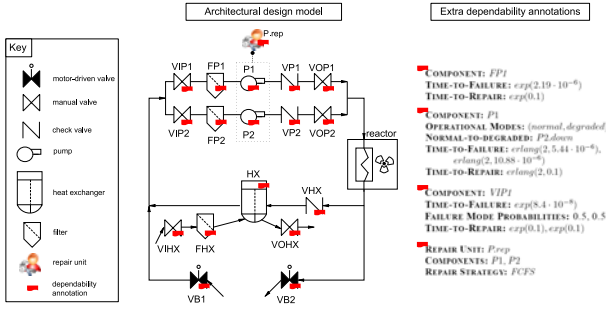 Architectural design model
Extra dependability annotations
Key
motor-driven valve
manual valve
check valve
pump
heat exchanger
filter
repair unit
dependability annotation
P.rep
VIP1 FP1 P1 VP1 VOP1
VIP2 FP2 P2 VP2 VOP2
reactor
HX
VHX
VIHX FHX VOHX
VB1 VB2
COMPONENT: FP1
TIME-TO-FAILURE: exp(2.19 · 10⁻⁶)
TIME-TO-REPAIR: exp(0.1)
COMPONENT: P1
OPERATIONAL MODES: (normal, degraded)
NORMAL-TO-DEGRADED: P2.down
TIME-TO-FAILURE: erlang(2, 5.44 · 10⁻⁶),
erlang(2, 10.88 · 10⁻⁶)
TIME-TO-REPAIR: erlang(2, 0.1)
COMPONENT: VIP1
TIME-TO-FAILURE: exp(8.4 · 10⁻⁸)
FAILURE MODE PROBABILITIES: 0.5, 0.5
TIME-TO-REPAIR: exp(0.1), exp(0.1)
REPAIR UNIT: P.rep
COMPONENTS: P1, P2
REPAIR STRATEGY: FCFS